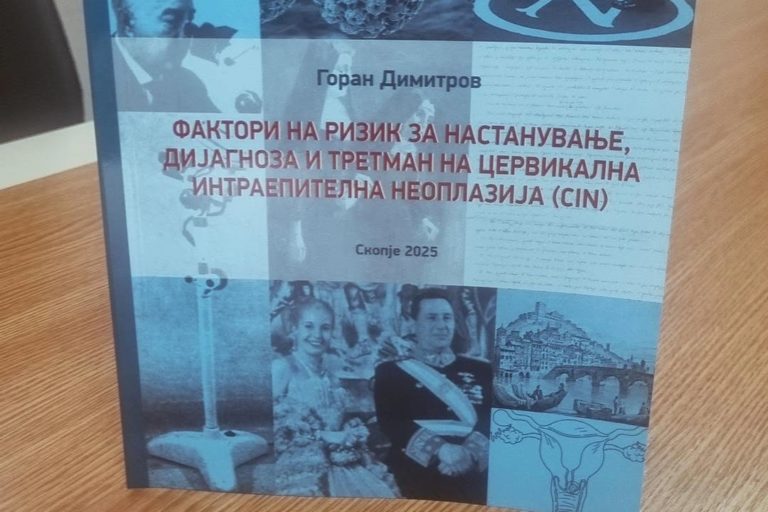 Горан Димитров
ФАКТОРИ НА РИЗИК ЗА НАСТАНУВАЊЕ,
ДИЈАГНОЗА И ТРЕТМАН НА ЦЕРВИКАЛНА
ИНТРАЕПИТЕЛНА НЕОПЛАЗИЈА (CIN)
Скопје 2025